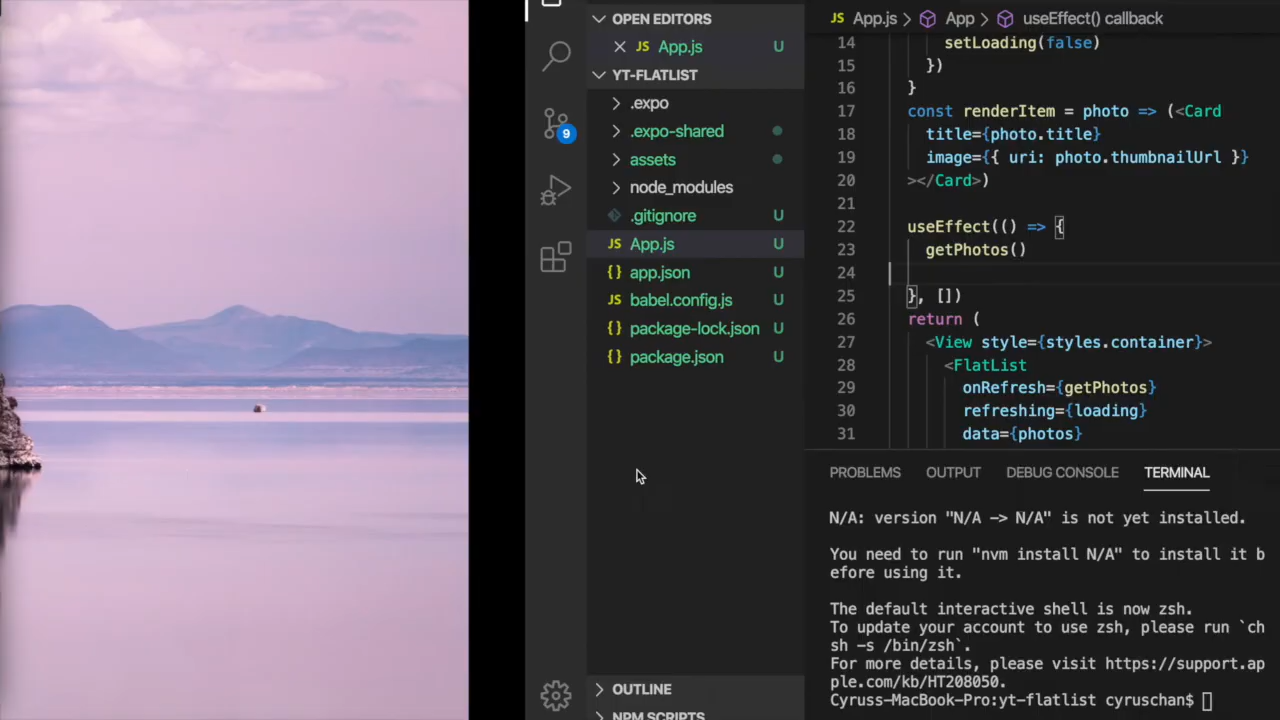 OPEN EDITORS
JS App.js U
YT-FLATLIST
.expo
.expo-shared
assets
node_modules
.gitignore U
JS App.js U
{} app.json U
JS babel.config.js U
{} package-lock.json U
{} package.json U
OUTLINE
NPM SCRIPTS
9
JS App.js > App > useEffect() callback
14 setLoading(false)
15 })
16 }
17 const renderItem = photo => (<Card
18 title={photo.title}
19 image={{ uri: photo.thumbnailUrl }}
20 ></Card>)
21
22 useEffect(() => {
23 getPhotos()
24
25 }, [])
26 return (
27 <View style={styles.container}>
28 <FlatList
29 onRefresh={getPhotos}
30 refreshing={loading}
31 data={photos}
PROBLEMS OUTPUT DEBUG CONSOLE TERMINAL
N/A: version "N/A -> N/A" is not yet installed.
You need to run "nvm install N/A" to install it b
efore using it.
The default interactive shell is now zsh.
To update your account to use zsh, please run `ch
sh -s /bin/zsh`.
For more details, please visit https://support.ap
ple.com/kb/HT208050.
Cyruss-MacBook-Pro:yt-flatlist cyruschan$